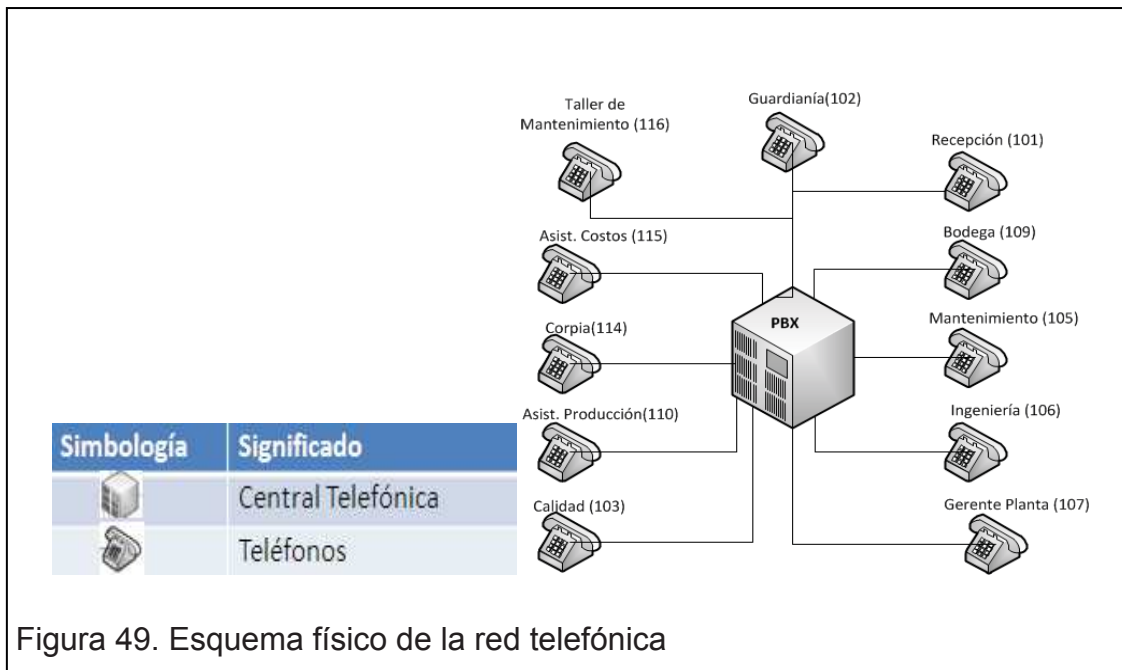 Taller de
Mantenimiento (116)
Guardianía(102)
Recepción (101)
Asist. Costos (115)
Bodega (109)
Corpia(114)
PBX
Mantenimiento (105)
Asist. Producción(110)
Ingeniería (106)
Calidad (103)
Gerente Planta (107)
Simbología Significado
Central Telefónica
Teléfonos
Figura 49. Esquema físico de la red telefónica